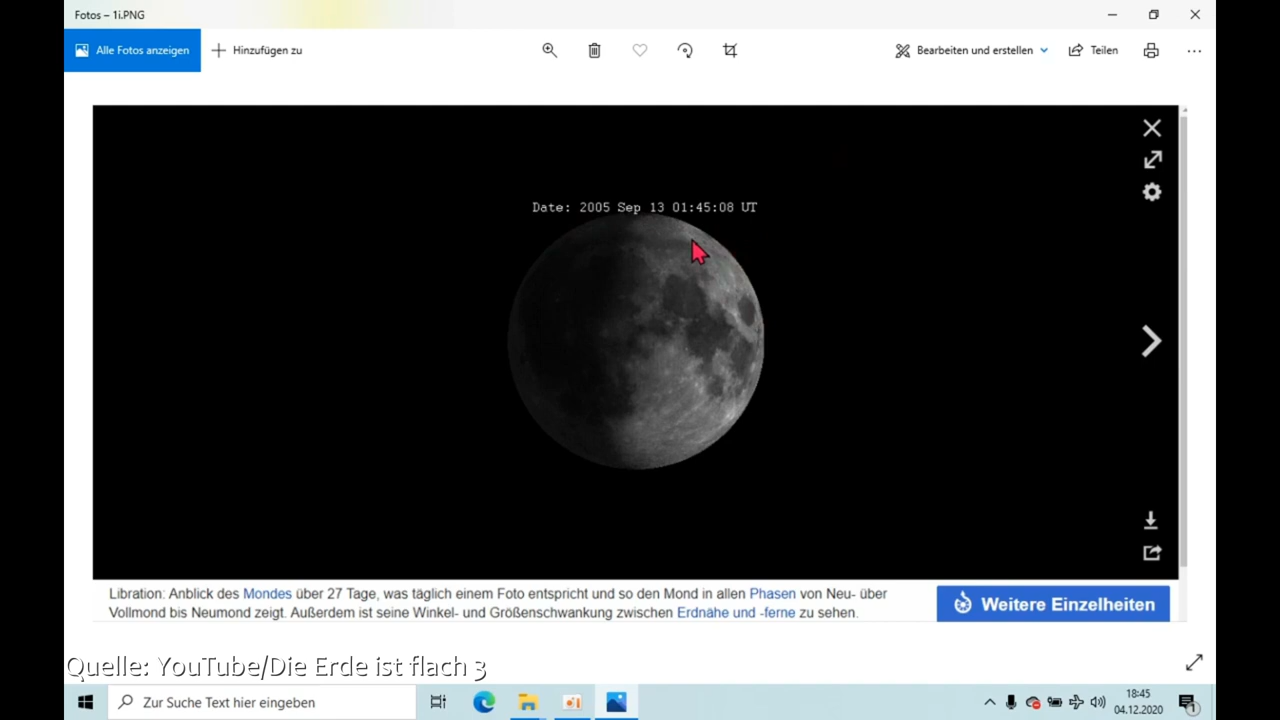 Fotos – 1i.PNG
Alle Fotos anzeigen
Hinzufügen zu
Bearbeiten und erstellen
Teilen
Date: 2005 Sep 13 01:45:08 UT
Libration: Anblick des Mondes über 27 Tage, was täglich einem Foto entspricht und so den Mond in allen Phasen von Neu- über
Vollmond bis Neumond zeigt. Außerdem ist seine Winkel- und Größenschwankung zwischen Erdnähe und -ferne zu sehen.
Weitere Einzelheiten
Quelle: YouTube/Die Erde ist flach 3
Zur Suche Text hier eingeben
18:45
04.12.2020
1